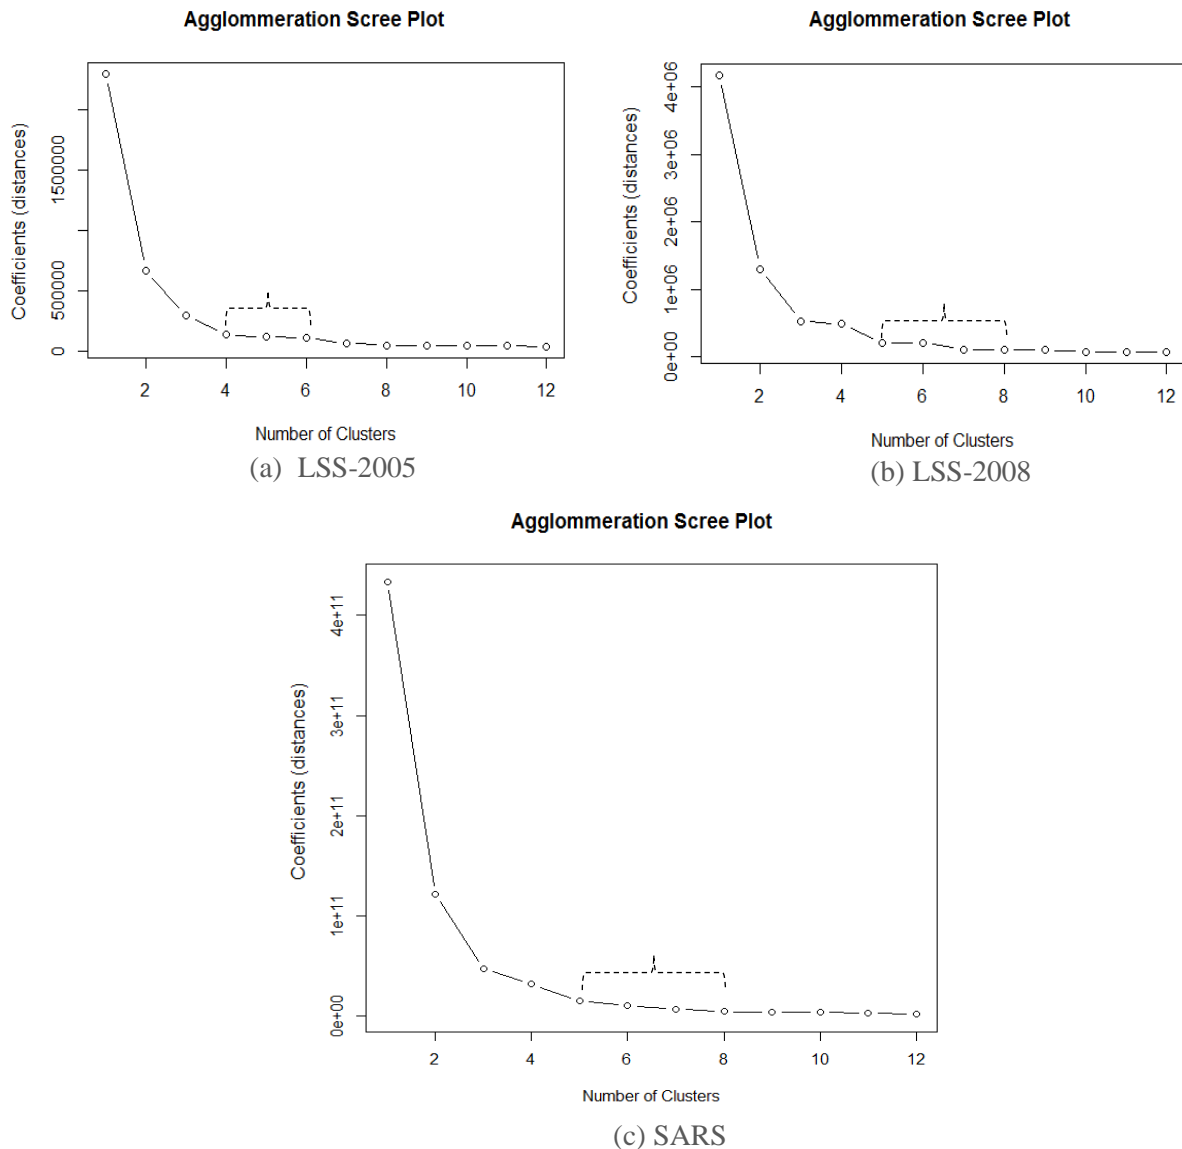 Agglommeration Scree Plot
Coefficients (distances)
1500000
500000
0
2 4 6 8 10 12
Number of Clusters
(a) LSS-2005
Agglommeration Scree Plot
Coefficients (distances)
4e+06
3e+06
2e+06
1e+06
0e+00
2 4 6 8 10 12
Number of Clusters
(b) LSS-2008
Agglommeration Scree Plot
Coefficients (distances)
4e+11
3e+11
2e+11
1e+11
0e+00
2 4 6 8 10 12
Number of Clusters
(c) SARS